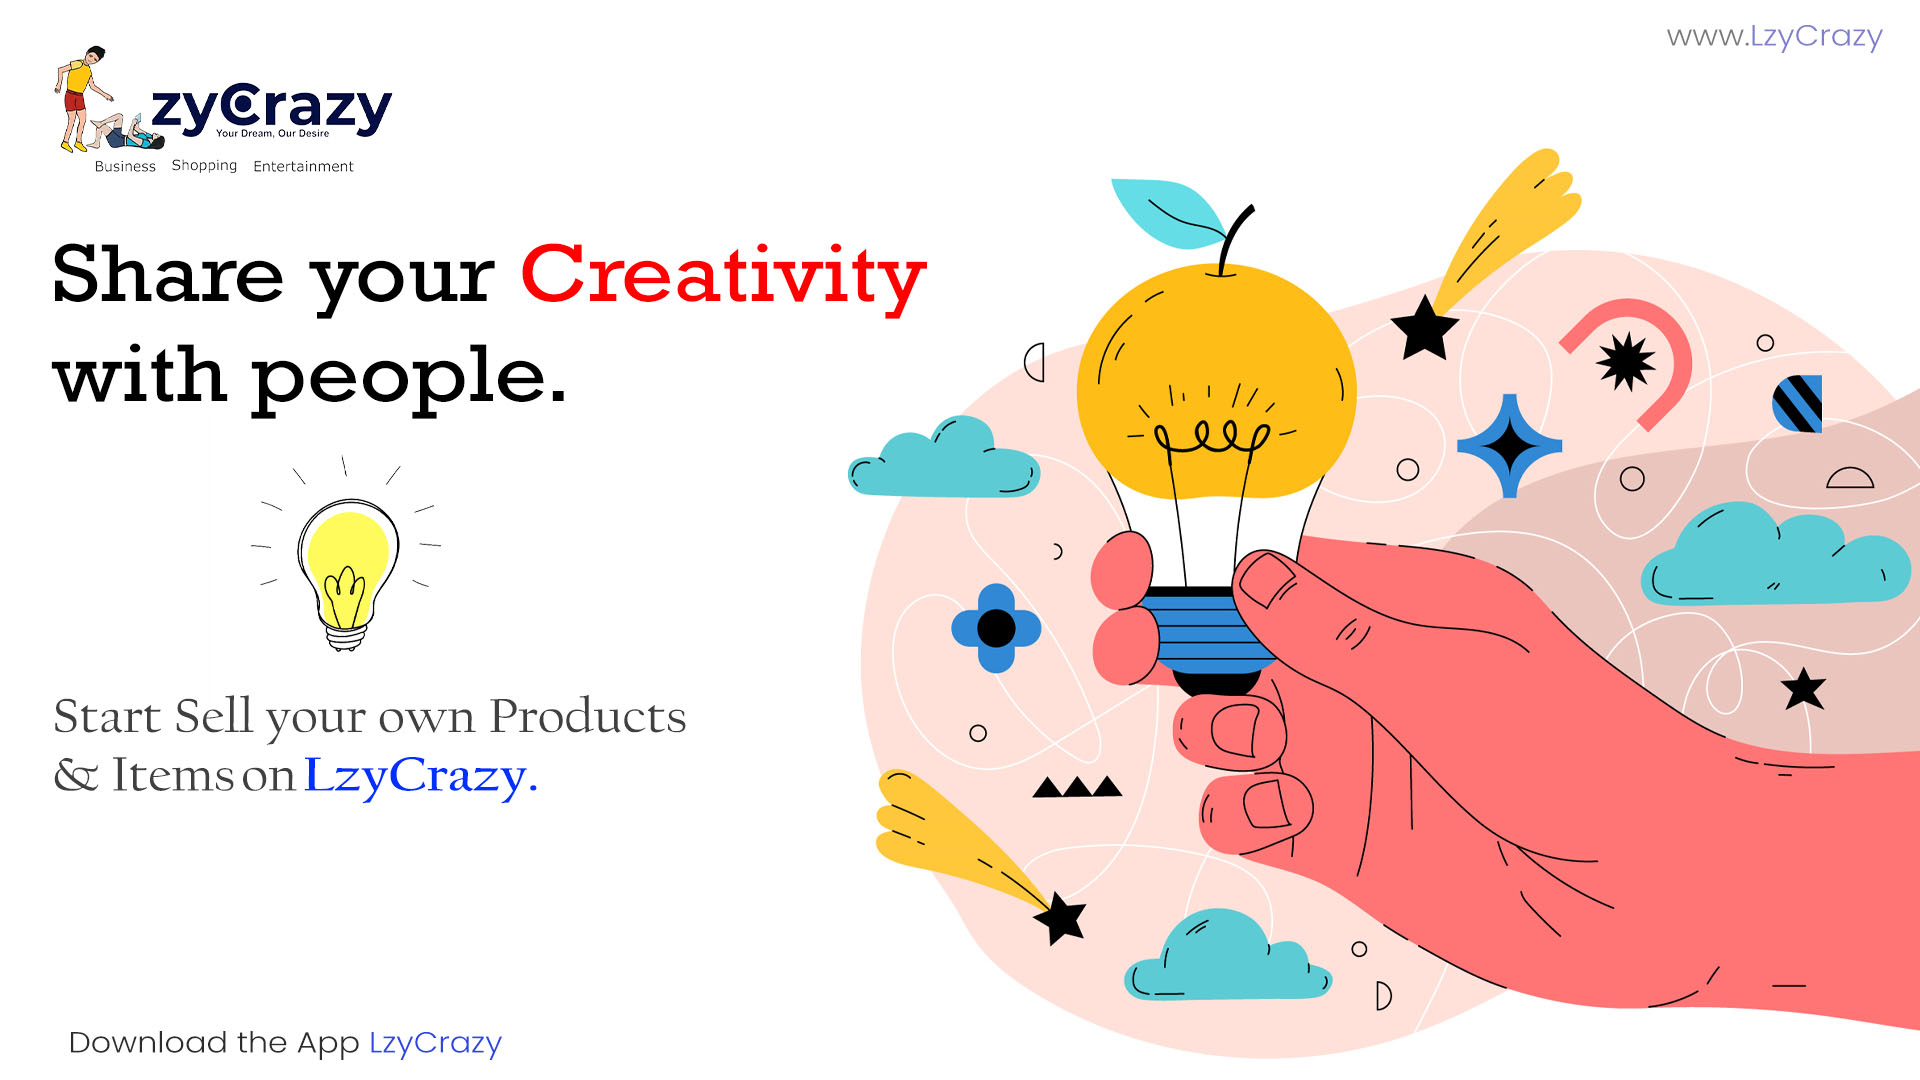 www.LzyCrazy
zyCrazy
Your Dream, Our Desire
Business Shopping Entertainment
Share your Creativity
with people.
Start Sell your own Products
& Items on LzyCrazy.
Download the App LzyCrazy